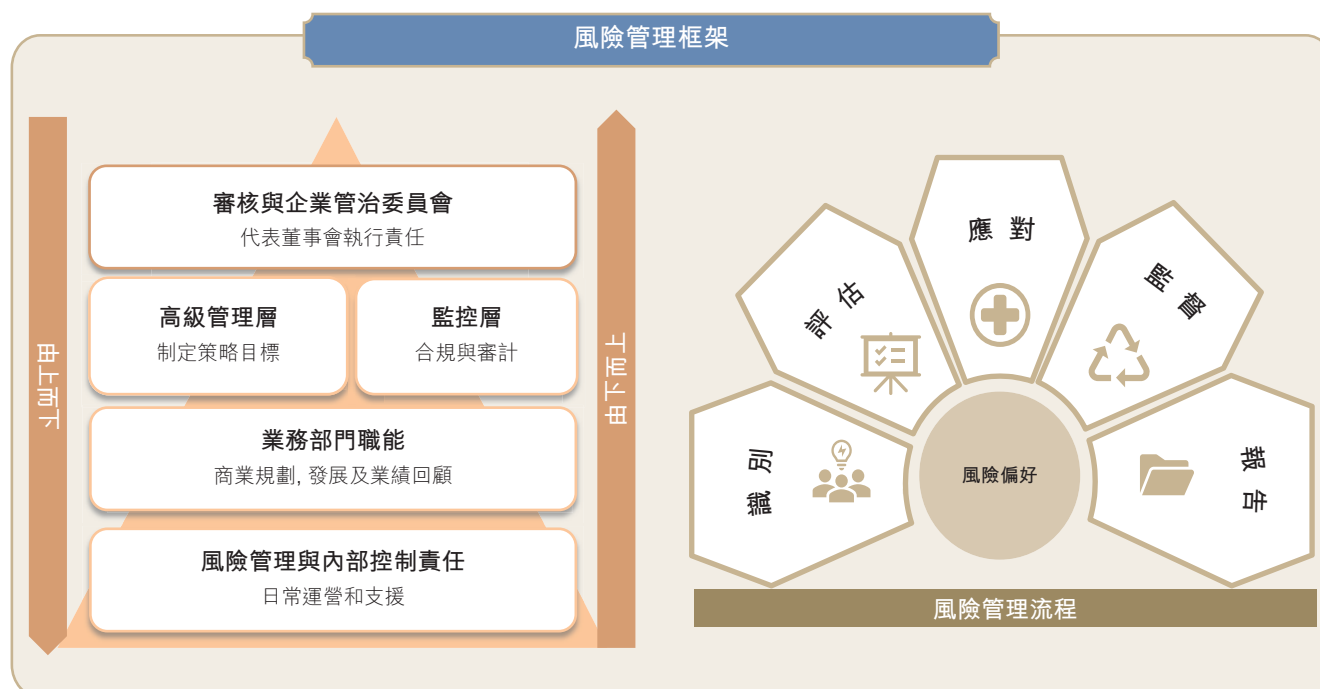 風險管理框架
由上而下
審核與企業管治委員會
代表董事會執行責任
高級管理層
制定策略目標
監控層
合規與審計
業務部門職能
商業規劃, 發展及業績回顧
風險管理與內部控制責任
日常運營和支援
由下而上
識別
評估
應對
監督
報告
風險偏好
風險管理流程